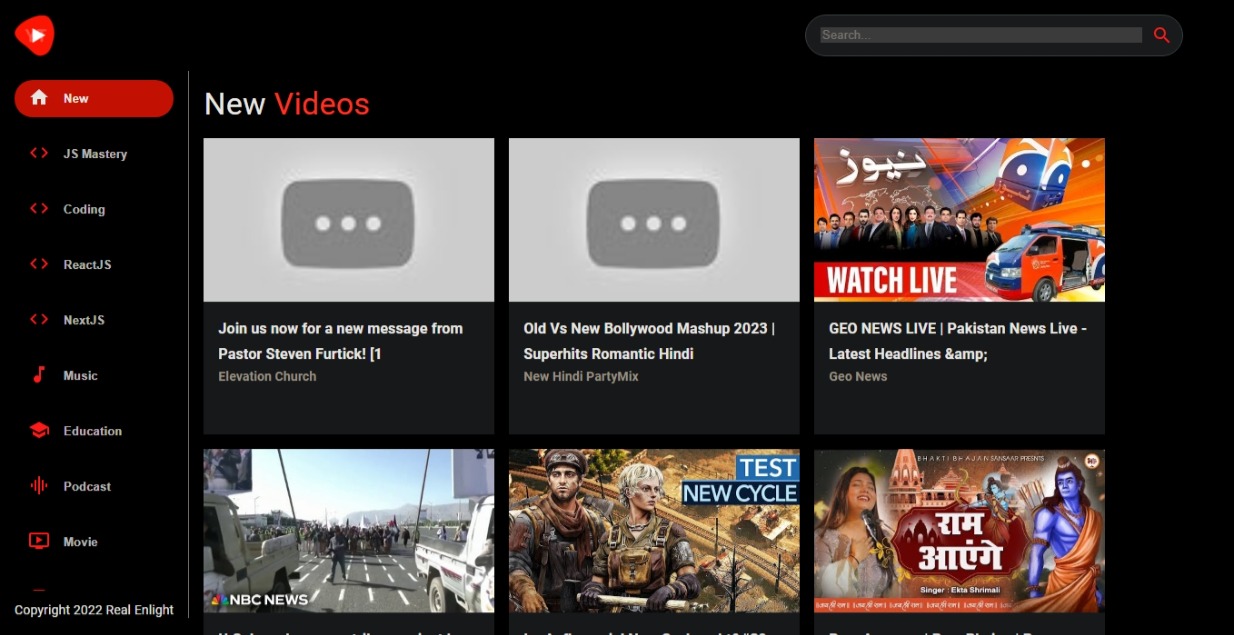 Search...
New
JS Mastery
Coding
ReactJS
NextJS
Music
Education
Podcast
Movie
Copyright 2022 Real Enlight
New Videos
Join us now for a new message from
Pastor Steven Furtick! [1
Elevation Church
Old Vs New Bollywood Mashup 2023 |
Superhits Romantic Hindi
New Hindi PartyMix
نیوز
WATCH LIVE
GEO NEWS LIVE | Pakistan News Live -
Latest Headlines &amp;
Geo News
NBC NEWS
TEST
NEW CYCLE
BHAKTI BHAJAN SANSAAR PRESENTS
राम
आएंगे
Singer : Ekta Shrimali